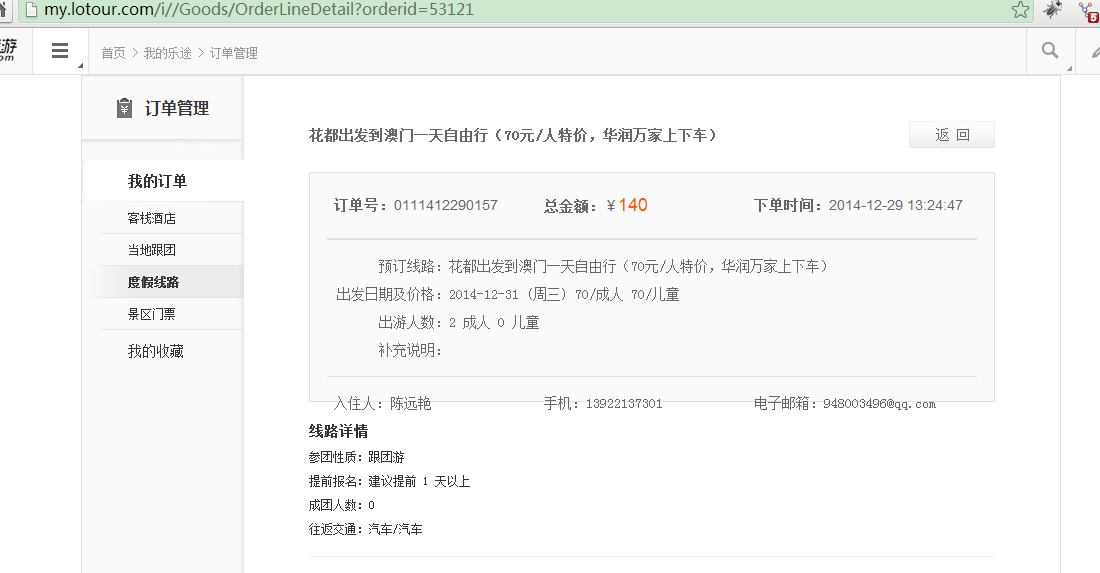 my.lotour.com/i//Goods/OrderLineDetail?orderid=53121
5
游
om
首页 > 我的乐途 > 订单管理
订单管理
我的订单
客栈酒店
当地跟团
度假线路
景区门票
我的收藏
花都出发到澳门一天自由行（70元/人特价，华润万家上下车）
返 回
订单号：0111412290157 总金额：￥140 下单时间：2014-12-29 13:24:47
预订线路：花都出发到澳门一天自由行（70元/人特价，华润万家上下车）
出发日期及价格：2014-12-31 (周三) 70/成人 70/儿童
出游人数：2 成人 0 儿童
补充说明：
入住人：陈远艳 手机：13922137301 电子邮箱：948003496@qq.com
线路详情
参团性质：跟团游
提前报名：建议提前 1 天以上
成团人数：0
往返交通：汽车/汽车